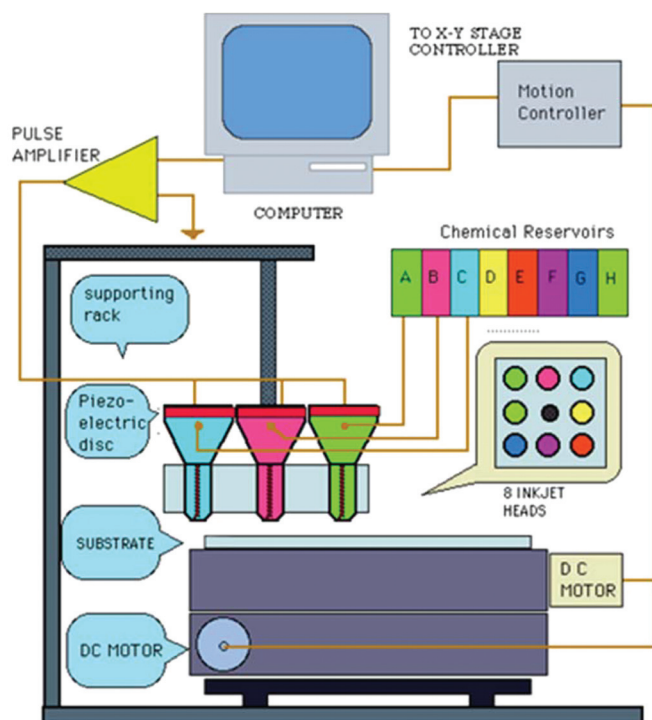 TO X-Y STAGE
CONTROLLER
Motion
Controller
PULSE
AMPLIFIER
COMPUTER
Chemical Reservoirs
A B C D E F G H
supporting
rack
Piezo-
electric
disc
8 INKJET
HEADS
SUBSTRATE
D C
MOTOR
DC MOTOR